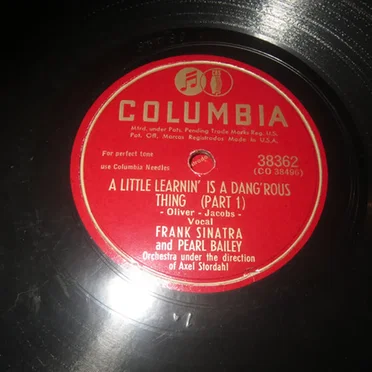 COLUMBIA
Mfrd. under Pats. Pending Trade Marks Reg. U.S.
Pat. Off. Marcas Registradas Made in U.S.A.
For perfect tone
use Columbia Needles
38362
(CO 38496)
A LITTLE LEARNIN' IS A DANG'ROUS
THING (PART 1)
- Oliver - Jacobs -
Vocal
FRANK SINATRA
and PEARL BAILEY
Orchestra under the direction
of Axel Stordahl